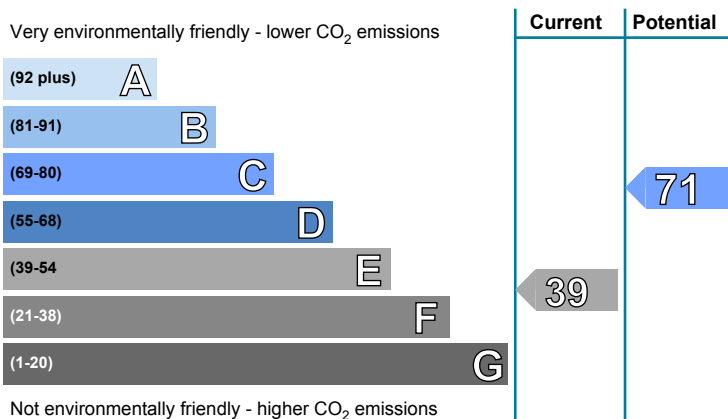 Very environmentally friendly - lower CO₂ emissions
Current
Potential
(92 plus) A
(81-91) B
(69-80) C
(55-68) D
(39-54 E
(21-38) F
(1-20) G
71
39
Not environmentally friendly - higher CO₂ emissions